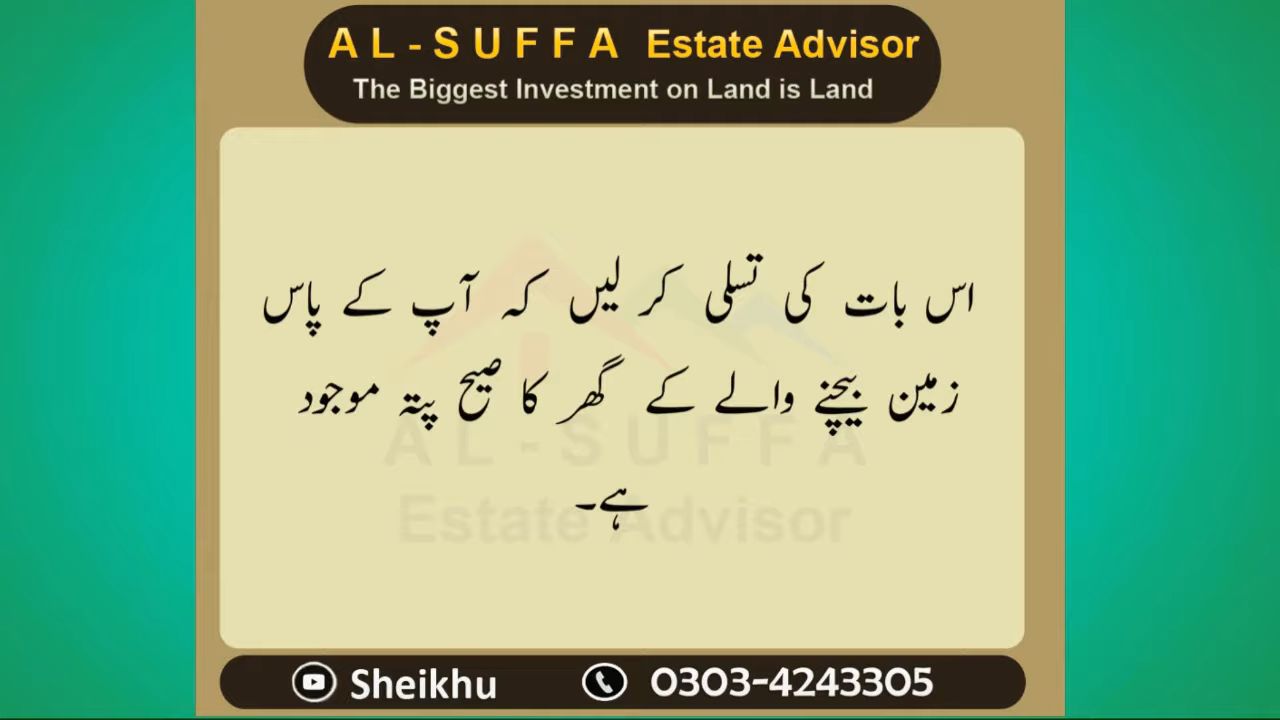 AL-SUFFA Estate Advisor
The Biggest Investment on Land is Land
اس بات کی تسلی کر لیں کہ آپ کے پاس
زمین بیچنے والے کے گھر کا صحیح پتہ موجود
ہے۔
AL-SUFFA
Estate Advisor
Sheikhu 0303-4243305